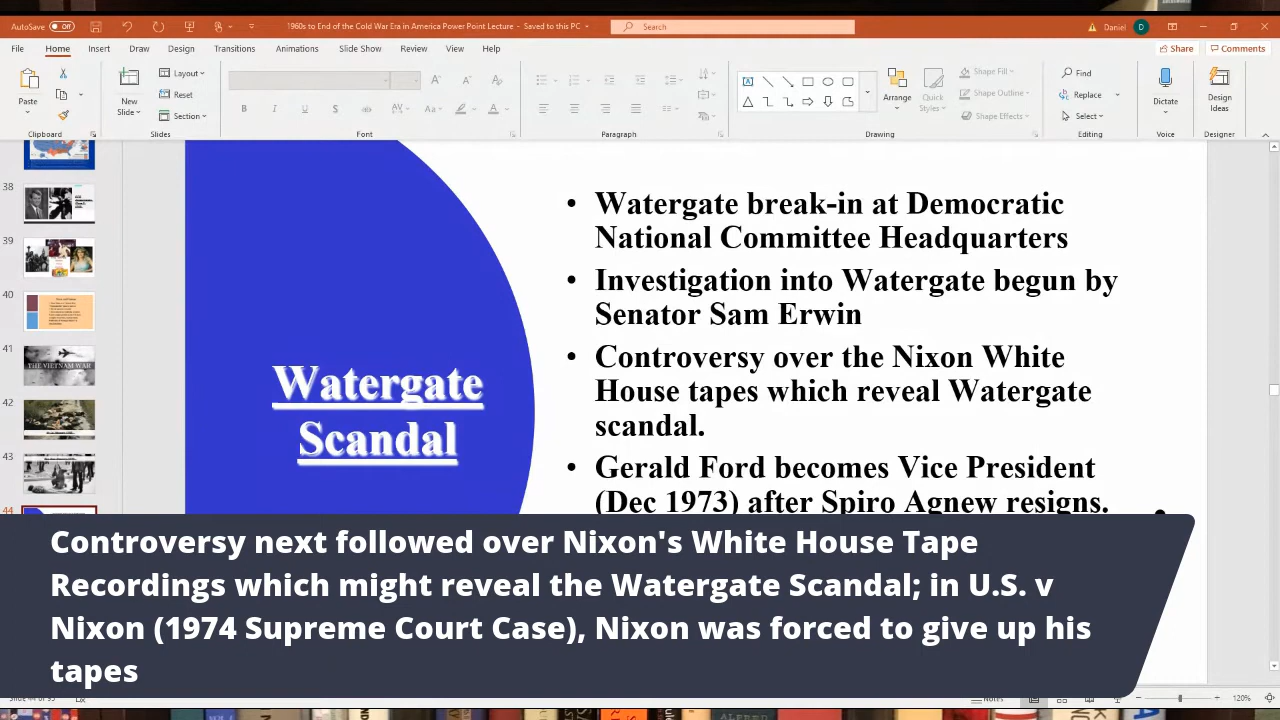 AutoSave Off
1960s to End of the Cold War Era in America Power Point Lecture - Saved to this PC
Search
Daniel D
File Home Insert Draw Design Transitions Animations Slide Show Review View Help
Share Comments
Paste
Clipboard
New Slide
Layout
Reset
Section
Slides
Font
Paragraph
Arrange
Quick Styles
Shape Fill
Shape Outline
Shape Effects
Drawing
Find
Replace
Select
Editing
Dictate
Voice
Design Ideas
Designer
38
39
40
41
THE VIETNAM WAR
42
43
44
Watergate
Scandal
• Watergate break-in at Democratic
National Committee Headquarters
• Investigation into Watergate begun by
Senator Sam Erwin
• Controversy over the Nixon White
House tapes which reveal Watergate
scandal.
• Gerald Ford becomes Vice President
(Dec 1973) after Spiro Agnew resigns.
Controversy next followed over Nixon's White House Tape
Recordings which might reveal the Watergate Scandal; in U.S. v
Nixon (1974 Supreme Court Case), Nixon was forced to give up his
tapes
Notes
120%